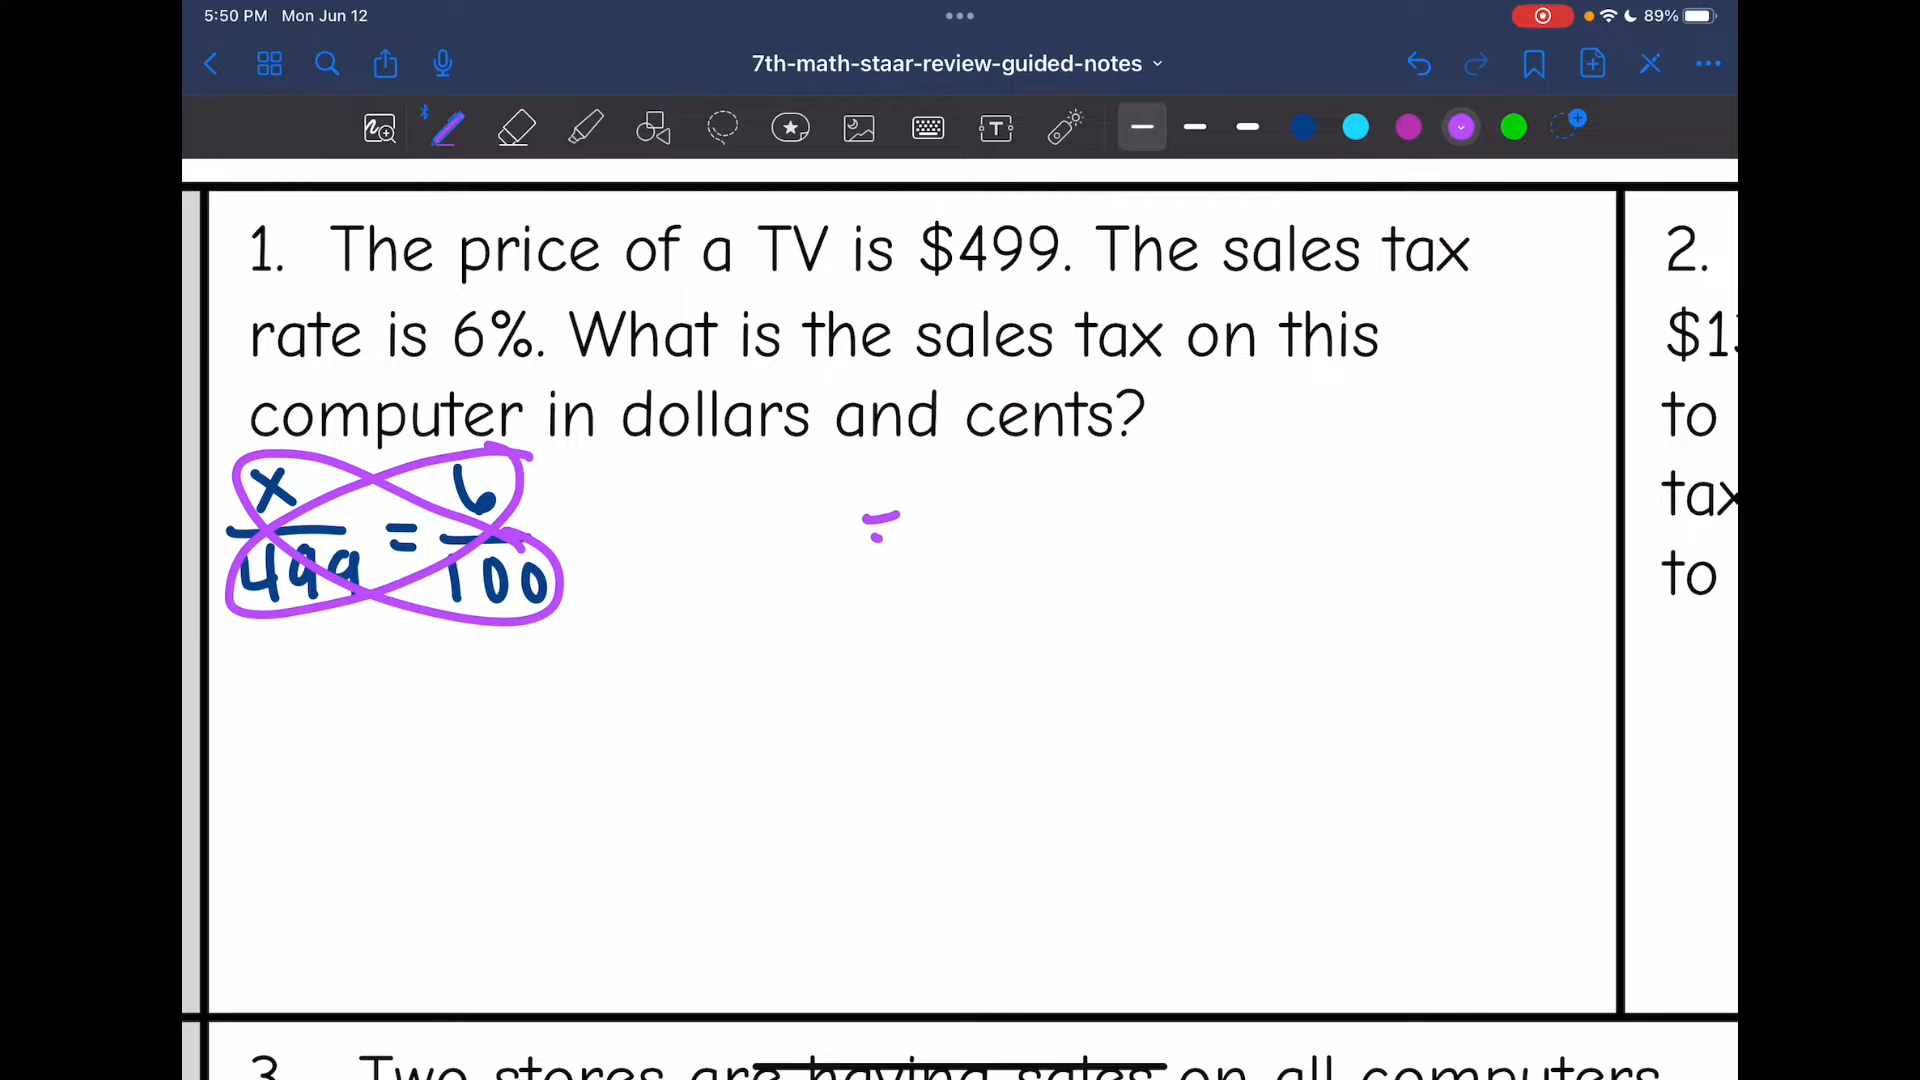 5:50 PM Mon Jun 12
89%
7th-math-staar-review-guided-notes
T
1. The price of a TV is $499. The sales tax
rate is 6%. What is the sales tax on this
computer in dollars and cents?
x/499 = 6/100
2.
to
tax
to
3. Two stores are having sales on all computers